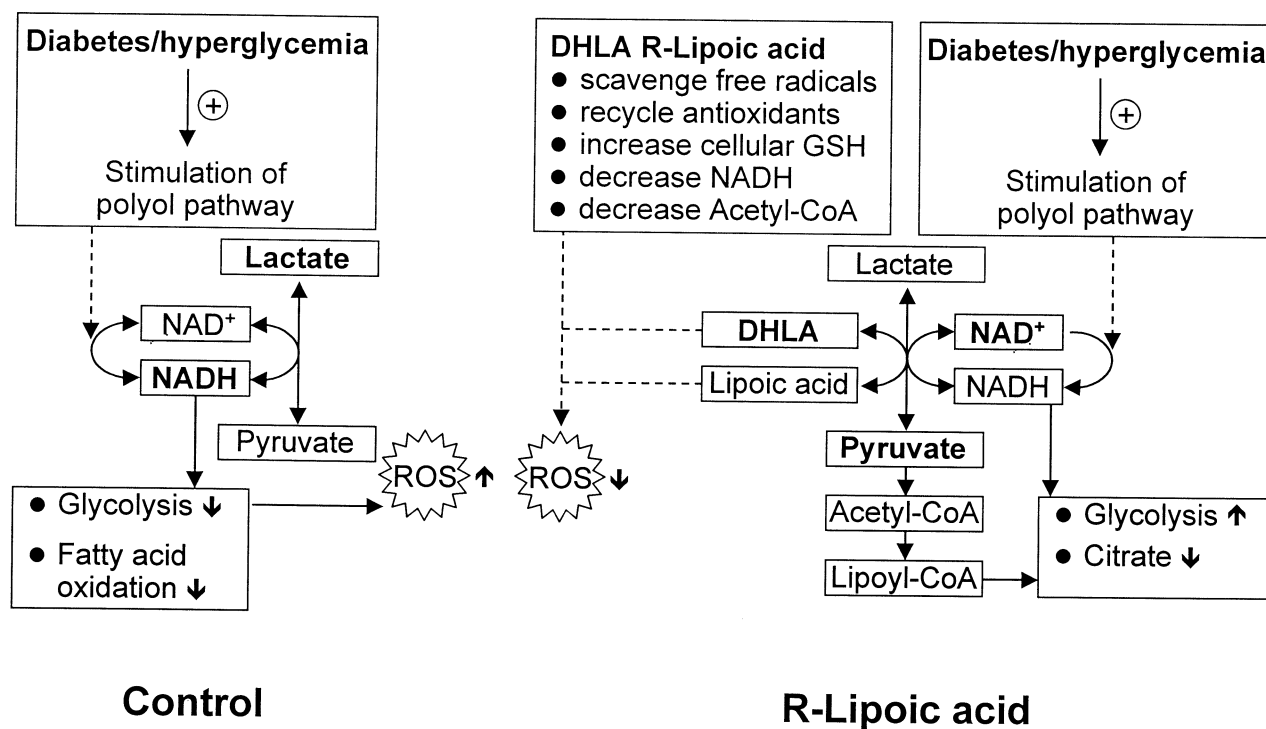 Diabetes/hyperglycemia
+
Stimulation of
polyol pathway
Lactate
NAD⁺
NADH
Pyruvate
● Glycolysis ↓
● Fatty acid
oxidation ↓
ROS ↑
Control
DHLA R-Lipoic acid
● scavenge free radicals
● recycle antioxidants
● increase cellular GSH
● decrease NADH
● decrease Acetyl-CoA
Diabetes/hyperglycemia
+
Stimulation of
polyol pathway
Lactate
DHLA
NAD⁺
Lipoic acid
NADH
Pyruvate
ROS ↓
Acetyl-CoA
Lipoyl-CoA
● Glycolysis ↑
● Citrate ↓
R-Lipoic acid